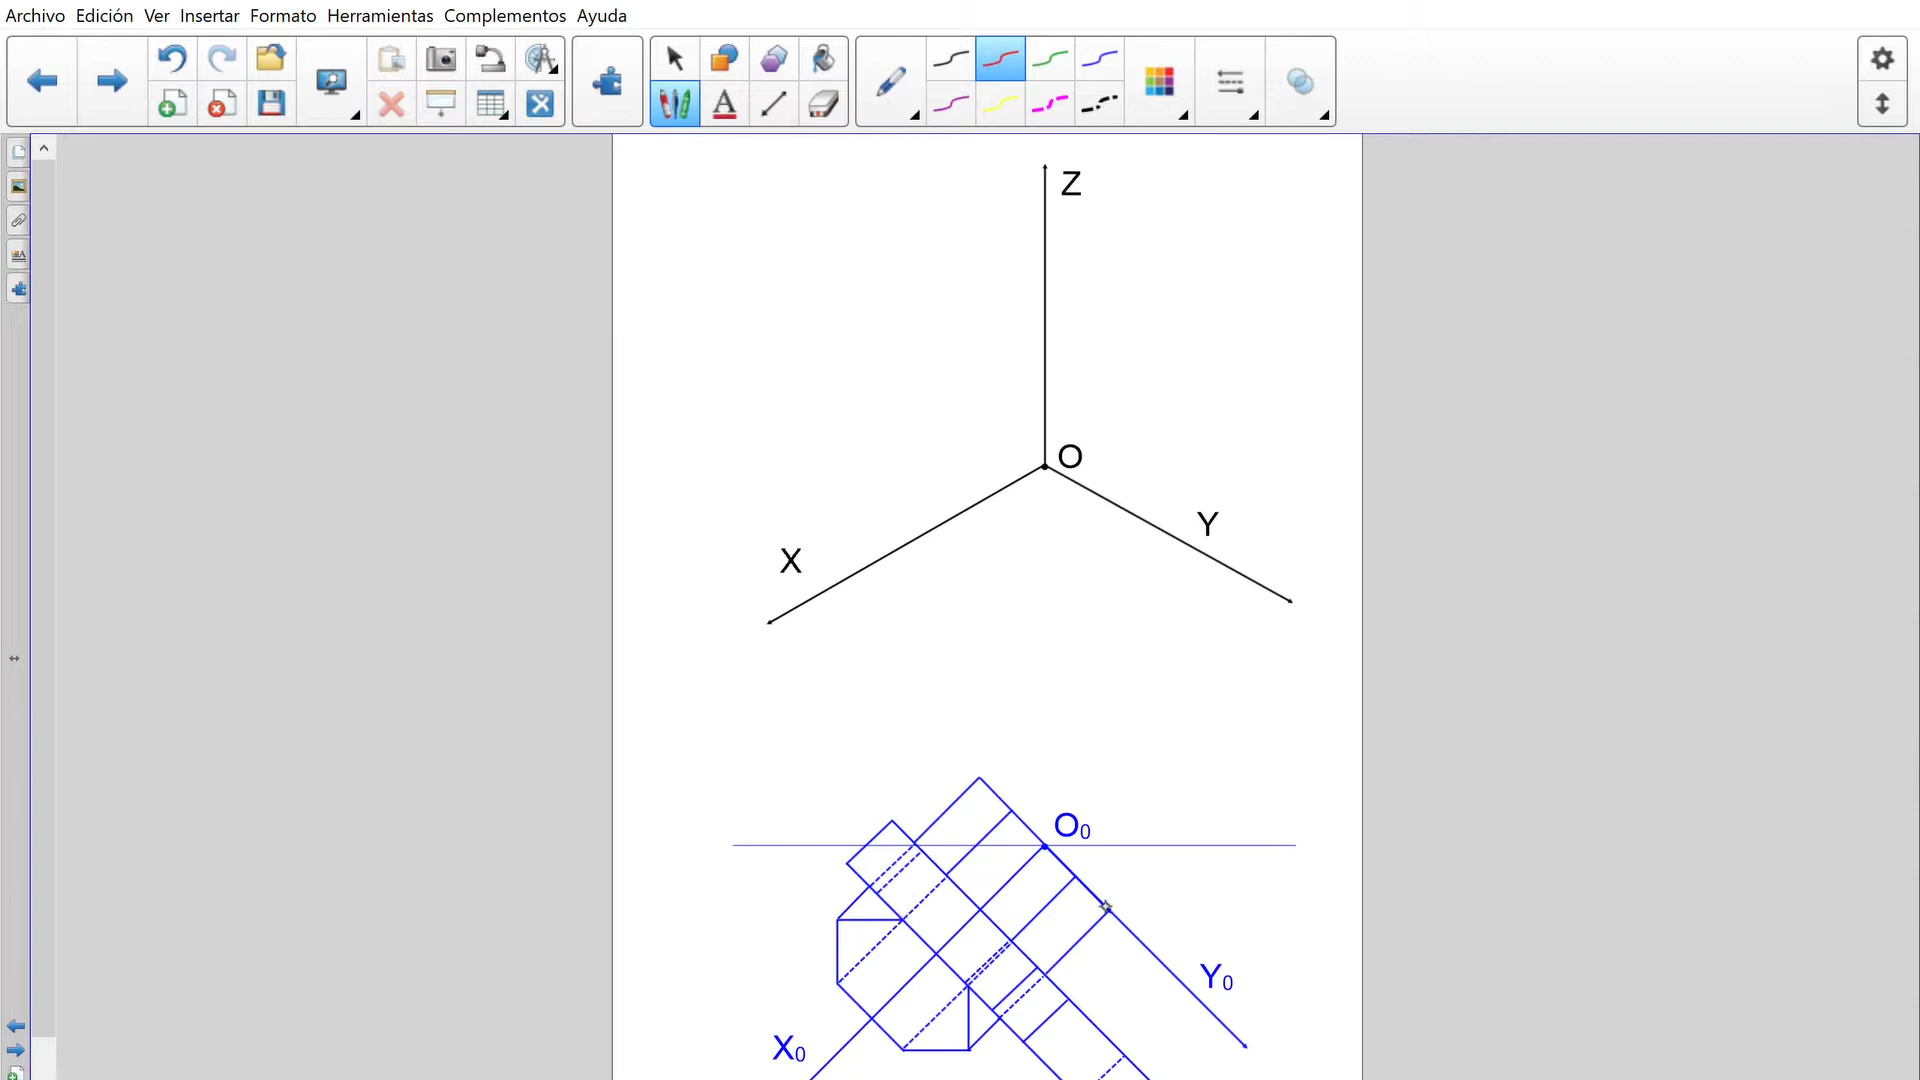 Archivo Edición Ver Insertar Formato Herramientas Complementos Ayuda
Z
O
Y
X
O0
Y0
X0